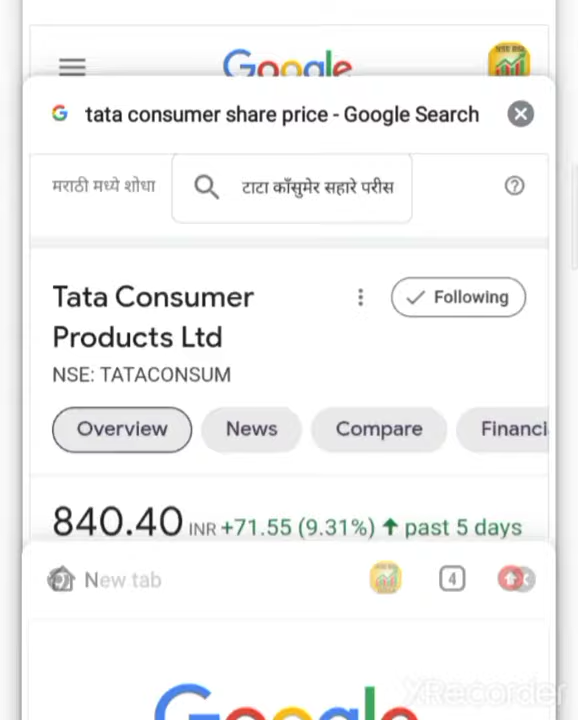 Google
tata consumer share price - Google Search
मराठी मध्ये शोधा
टाटा कॉंसुमेर सहारे परीस
Tata Consumer
Products Ltd
Following
NSE: TATACONSUM
Overview
News
Compare
Financi
840.40 INR +71.55 (9.31%) past 5 days
New tab
4
Google
XRecorder